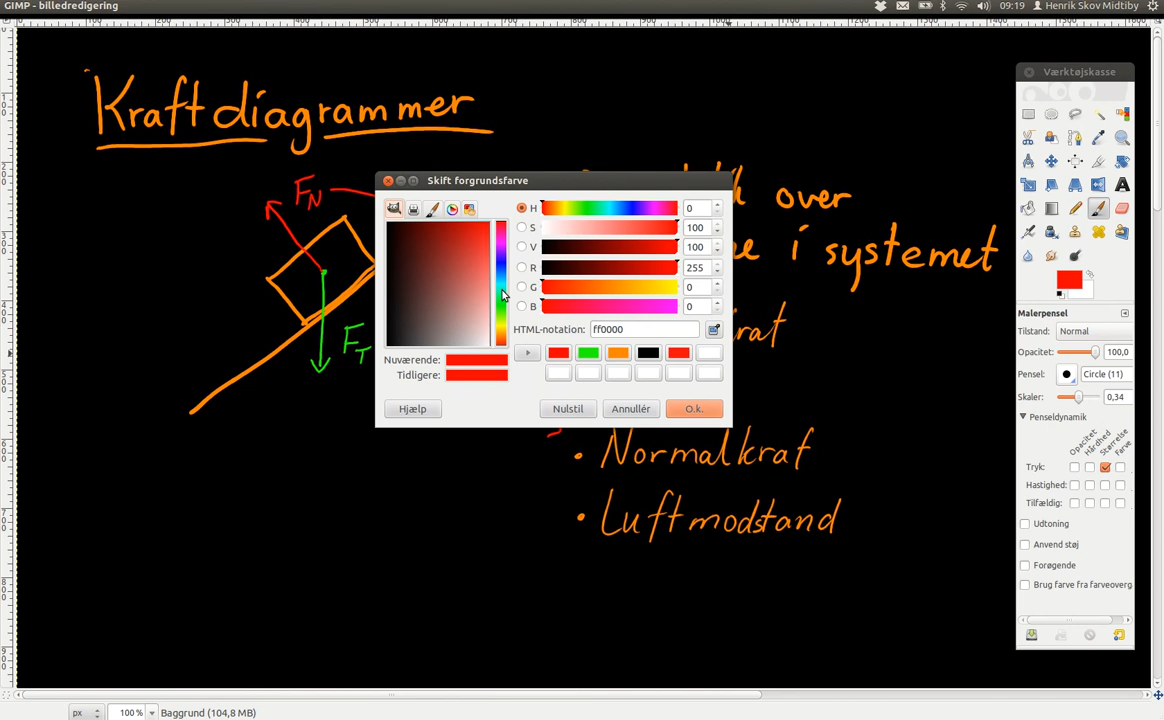 GIMP - billedredigering
09:19 Henrik Skov Midtiby
Kraftdiagrammer
F_N
F_T
over
e i systemet
Normalkraf
Luftmodstand
Skift forgrundsfarve
H 0
S 100
V 100
R 255
G 0
B 0
HTML-notation: ff0000
Nuværende:
Tidligere:
Hjælp
Nulstil
Annullér
O.k.
Værktøjskasse
Malerpensel
Tilstand: Normal
Opacitet: 100,0
Pensel: Circle (11)
Skaler: 0,34
Penseldynamik
Opacitet Hårdhed Størrelse Farve
Tryk:
Hastighed:
Tilfældig:
Udtoning
Anvend støj
Forøgende
Brug farve fra farveoverg
px 100% Baggrund (104,8 MB)